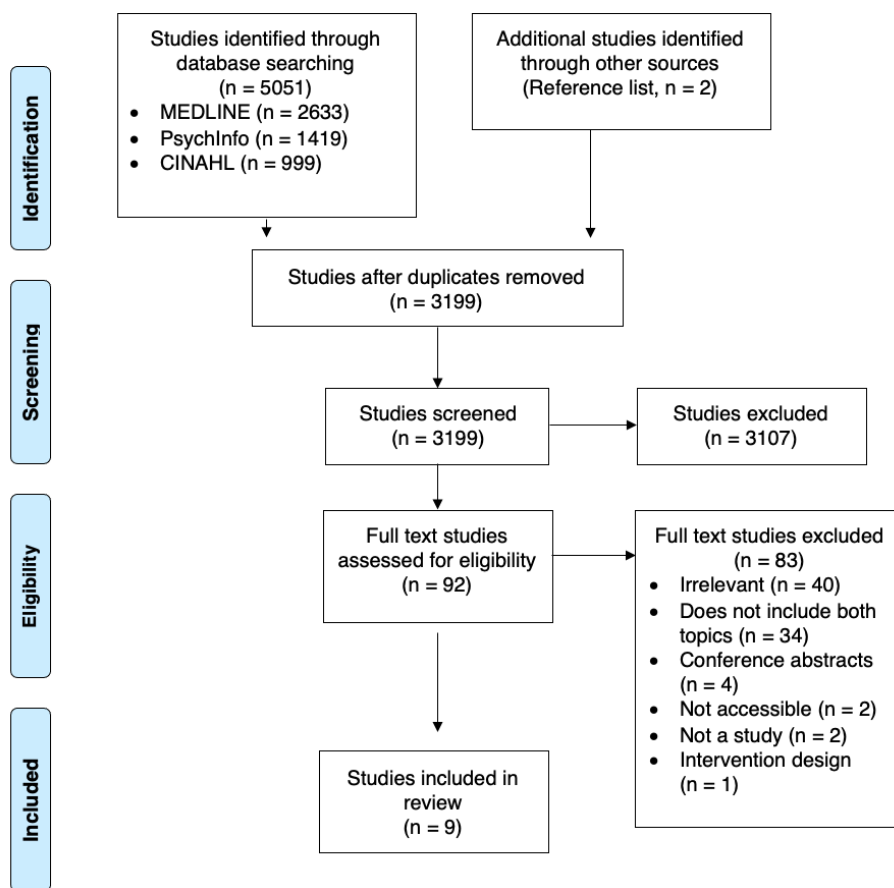 Studies identified through
database searching
(n = 5051)
• MEDLINE (n = 2633)
• PsychInfo (n = 1419)
• CINAHL (n = 999)
Additional studies identified
through other sources
(Reference list, n = 2)
Identification
Studies after duplicates removed
(n = 3199)
Screening
Studies screened
(n = 3199)
Studies excluded
(n = 3107)
Eligibility
Full text studies
assessed for eligibility
(n = 92)
Full text studies excluded
(n = 83)
• Irrelevant (n = 40)
• Does not include both
topics (n = 34)
• Conference abstracts
(n = 4)
• Not accessible (n = 2)
• Not a study (n = 2)
• Intervention design
(n = 1)
Included
Studies included in
review
(n = 9)